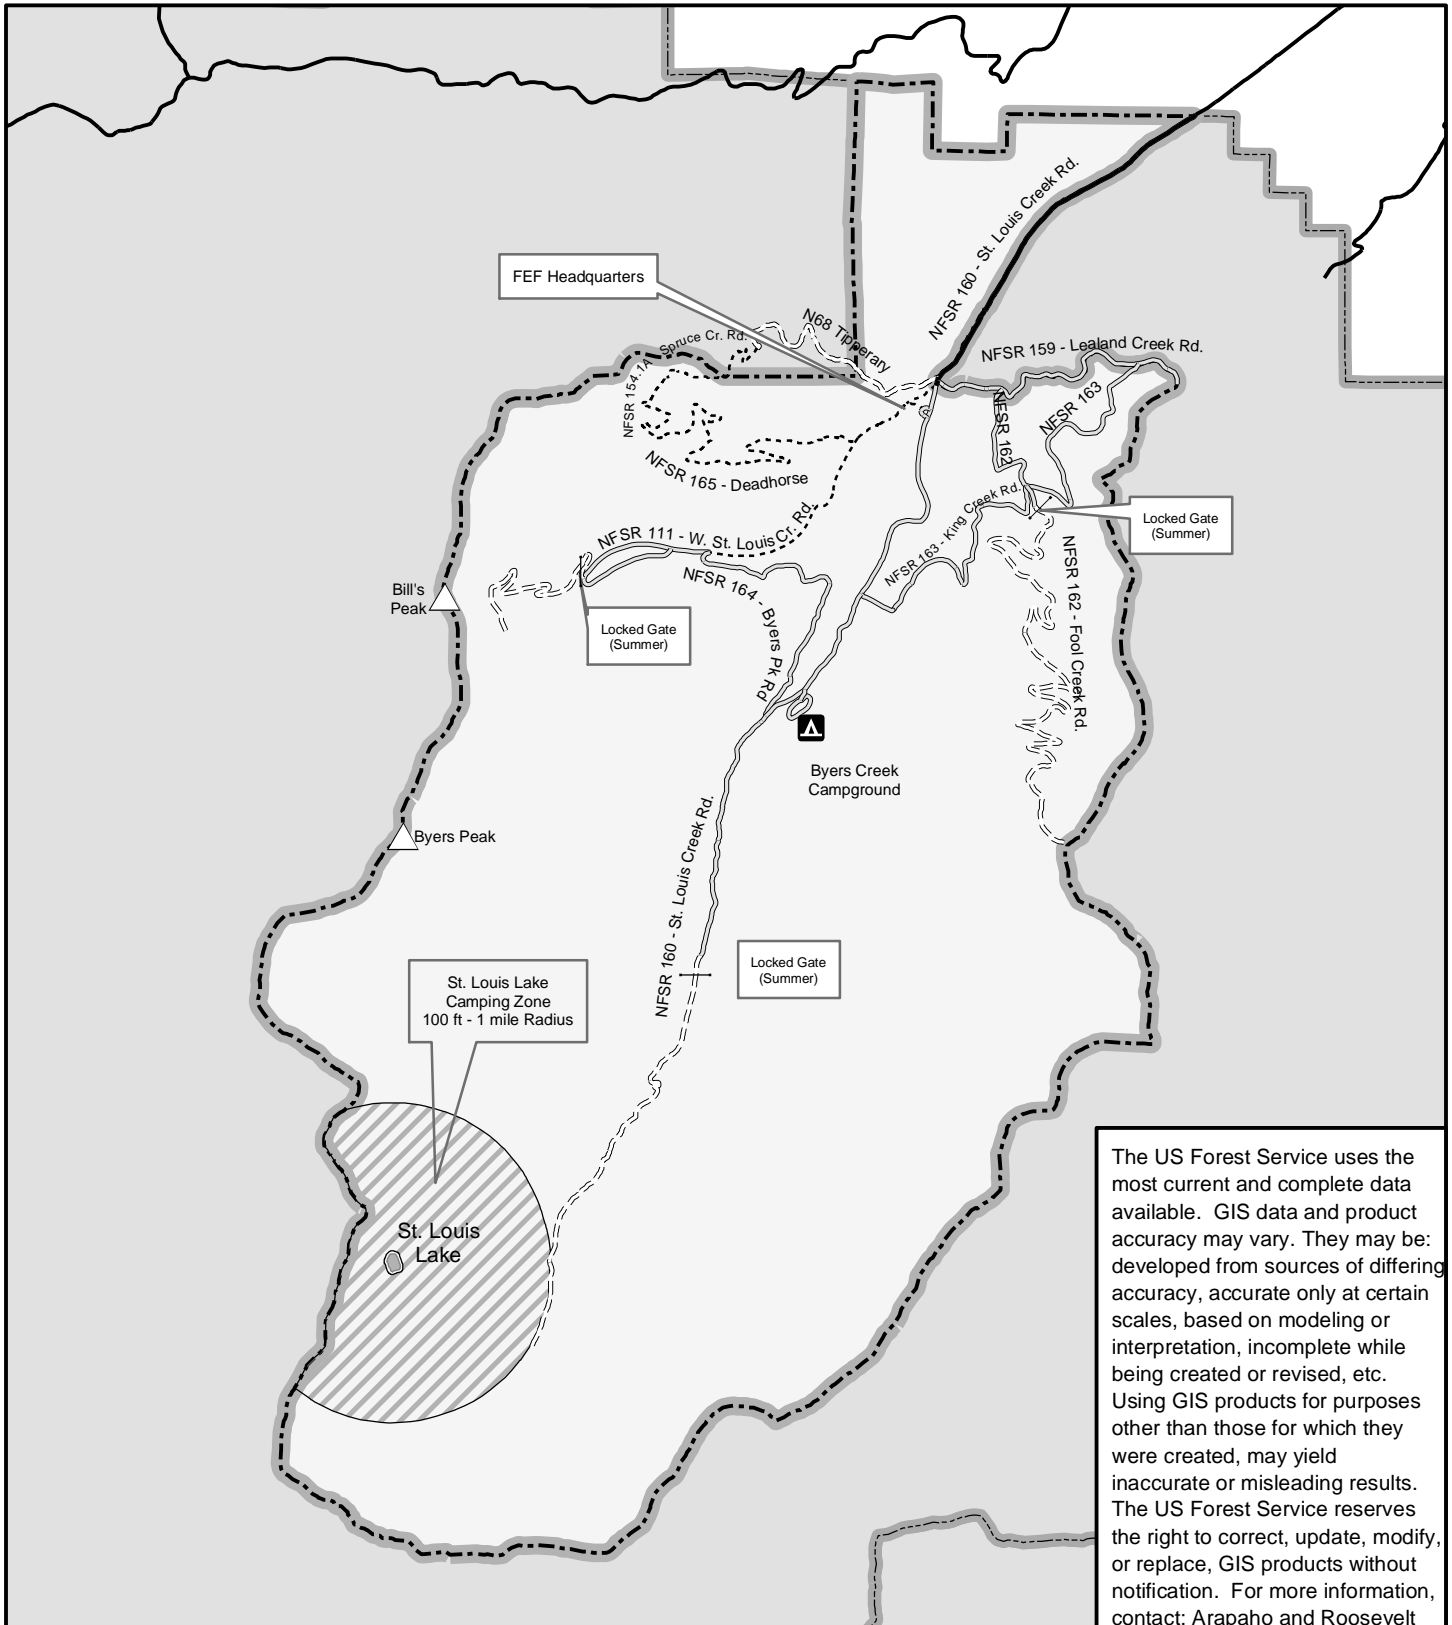 NFSR 160 - St. Louis Creek Rd.
FEF Headquarters
N68 Tipperary
NFSR 154.1A Spruce Cr. Rd.
NFSR 159 - Lealand Creek Rd.
NFSR 162
NFSR 163
NFSR 165 - Deadhorse
NFSR 163 - King Creek Rd.
Locked Gate
(Summer)
NFSR 111 - W. St. Louis Cr. Rd.
NFSR 164 - Byers Pk Rd
NFSR 162 - Fool Creek Rd.
Bill's
Peak
Locked Gate
(Summer)
Byers Creek
Campground
Byers Peak
NFSR 160 - St. Louis Creek Rd.
Locked Gate
(Summer)
St. Louis Lake
Camping Zone
100 ft - 1 mile Radius
St. Louis
Lake
The US Forest Service uses the
most current and complete data
available. GIS data and product
accuracy may vary. They may be:
developed from sources of differing
accuracy, accurate only at certain
scales, based on modeling or
interpretation, incomplete while
being created or revised, etc.
Using GIS products for purposes
other than those for which they
were created, may yield
inaccurate or misleading results.
The US Forest Service reserves
the right to correct, update, modify,
or replace, GIS products without
notification. For more information,
contact: Arapaho and Roosevelt